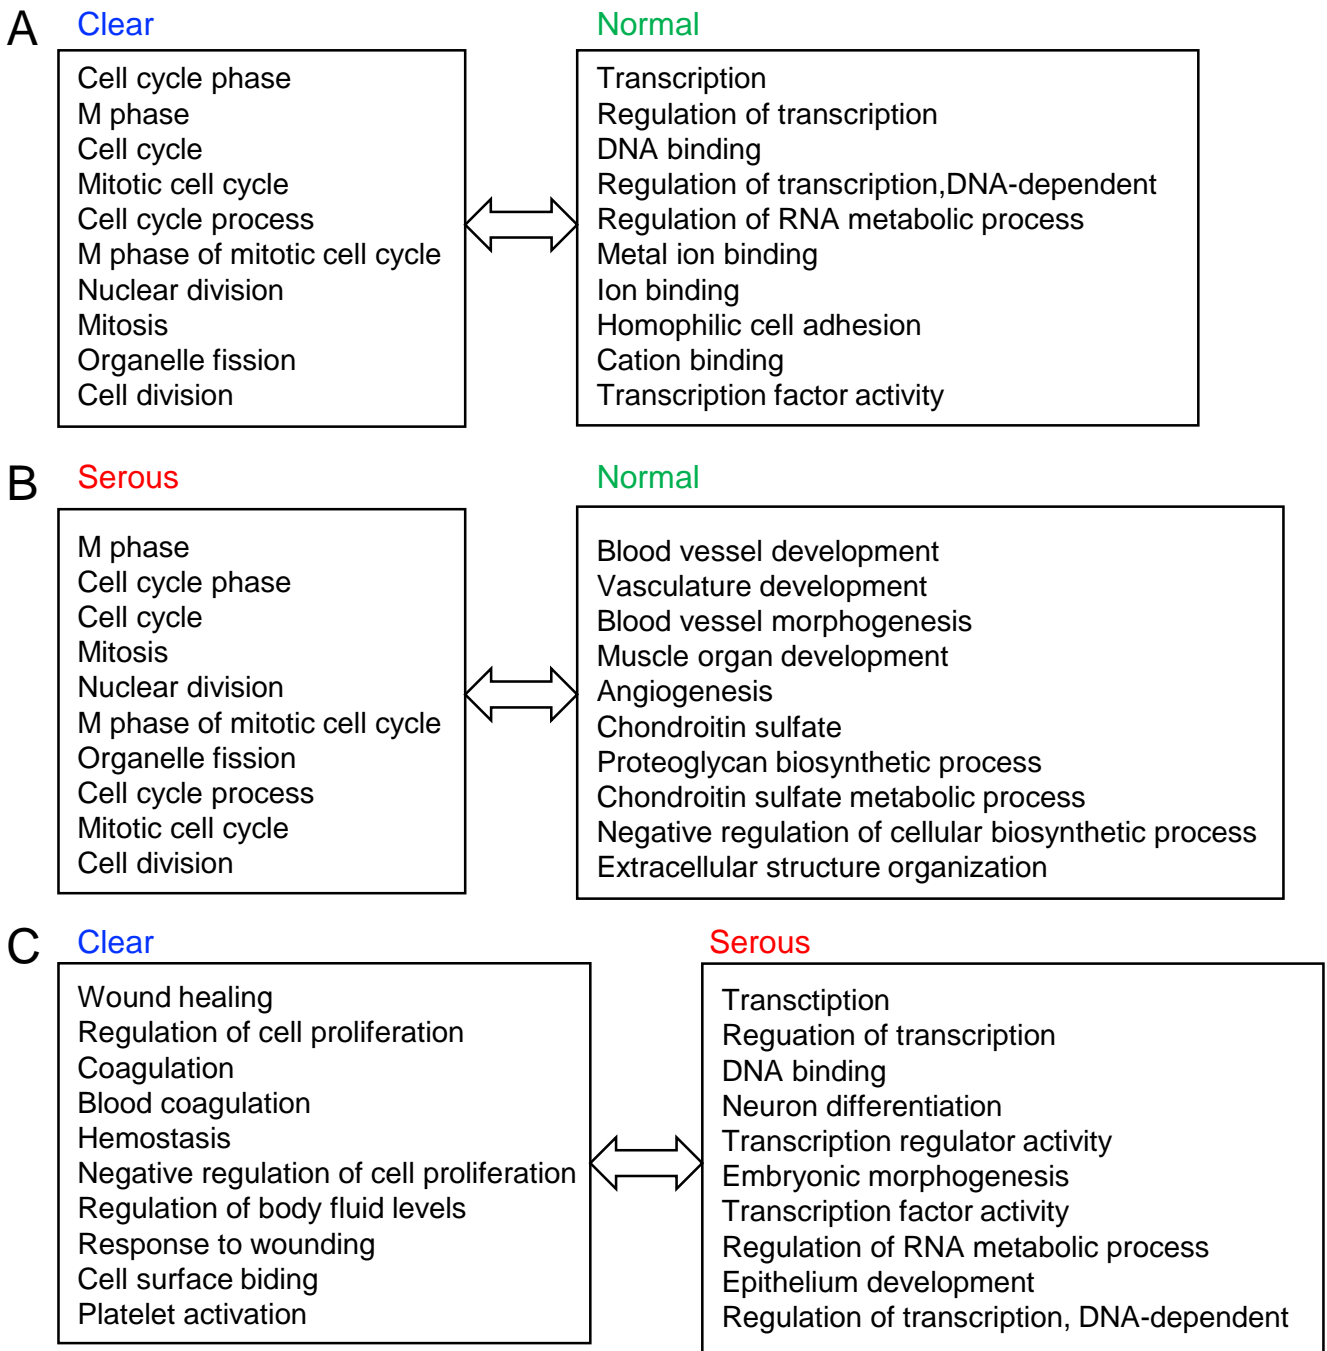 A
Clear
Normal
Cell cycle phase
M phase
Cell cycle
Mitotic cell cycle
Cell cycle process
M phase of mitotic cell cycle
Nuclear division
Mitosis
Organelle fission
Cell division
Transcription
Regulation of transcription
DNA binding
Regulation of transcription,DNA-dependent
Regulation of RNA metabolic process
Metal ion binding
Ion binding
Homophilic cell adhesion
Cation binding
Transcription factor activity
B
Serous
Normal
M phase
Cell cycle phase
Cell cycle
Mitosis
Nuclear division
M phase of mitotic cell cycle
Organelle fission
Cell cycle process
Mitotic cell cycle
Cell division
Blood vessel development
Vasculature development
Blood vessel morphogenesis
Muscle organ development
Angiogenesis
Chondroitin sulfate
Proteoglycan biosynthetic process
Chondroitin sulfate metabolic process
Negative regulation of cellular biosynthetic process
Extracellular structure organization
C
Clear
Serous
Wound healing
Regulation of cell proliferation
Coagulation
Blood coagulation
Hemostasis
Negative regulation of cell proliferation
Regulation of body fluid levels
Response to wounding
Cell surface biding
Platelet activation
Transctiption
Reguation of transcription
DNA binding
Neuron differentiation
Transcription regulator activity
Embryonic morphogenesis
Transcription factor activity
Regulation of RNA metabolic process
Epithelium development
Regulation of transcription, DNA-dependent